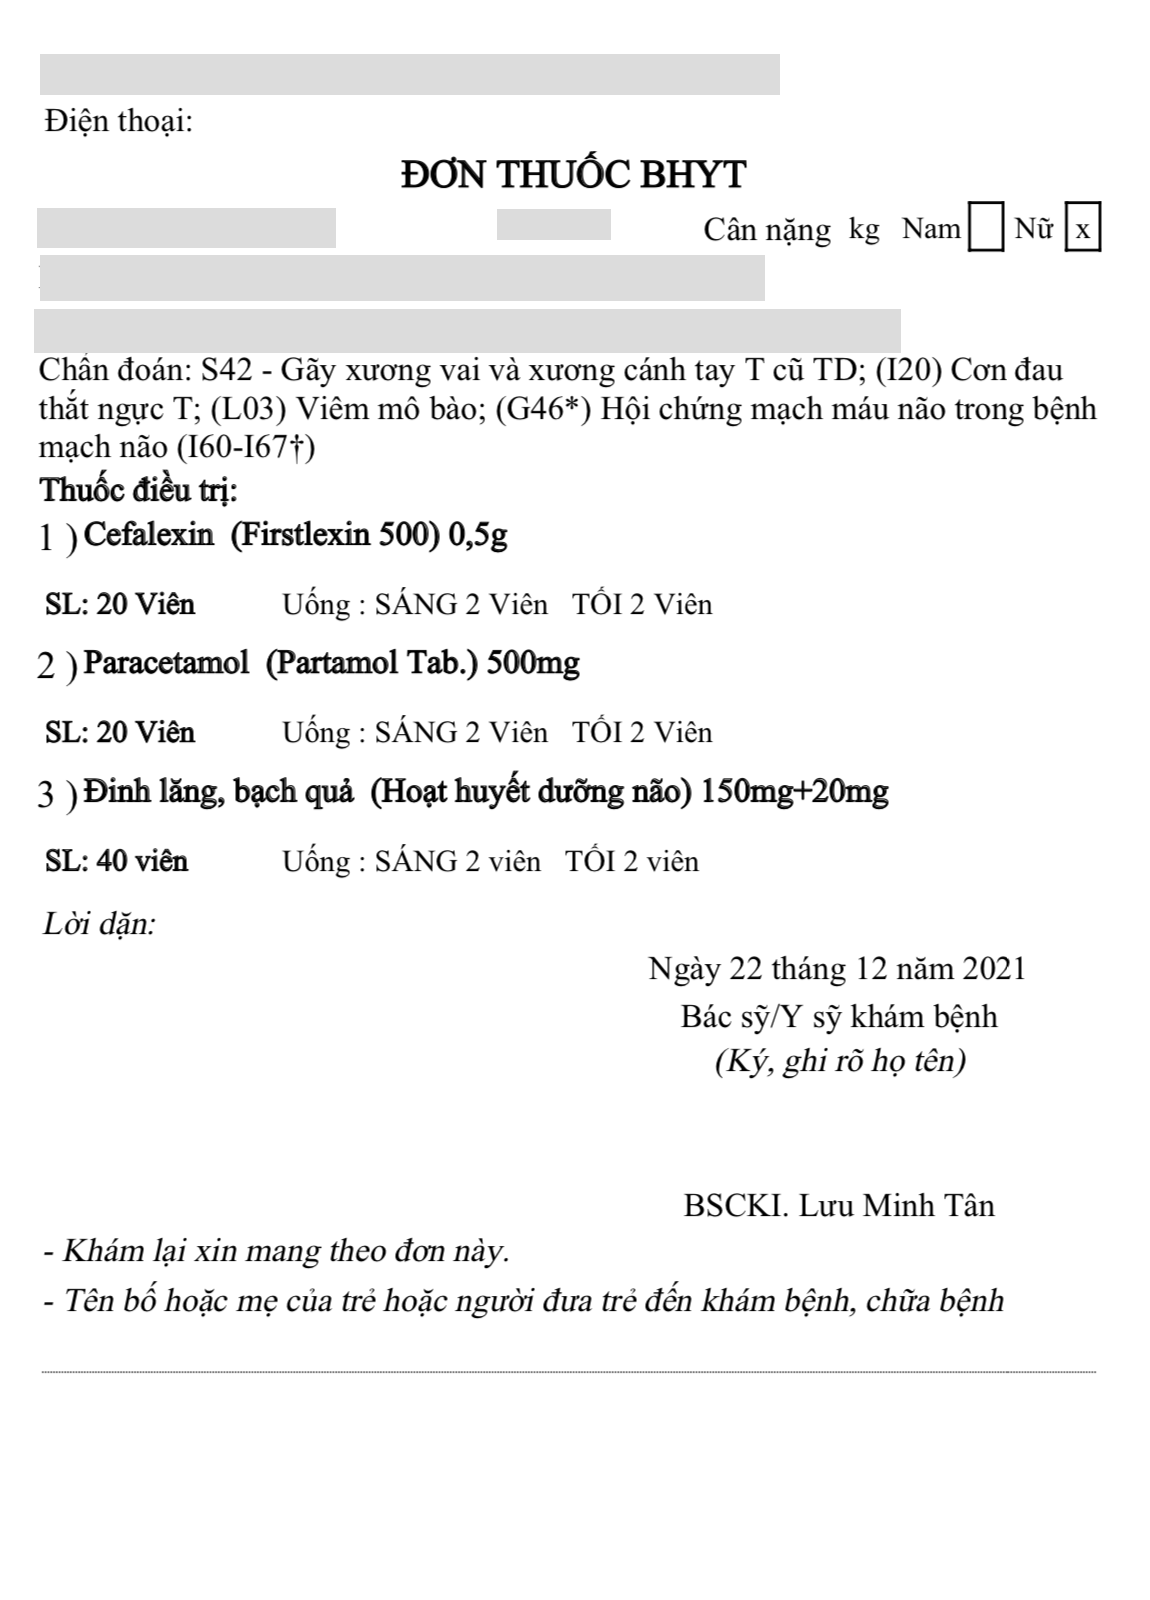 Điện thoại:
ĐƠN THUỐC BHYT
Cân nặng kg Nam Nữ x
Chẩn đoán: S42 - Gãy xương vai và xương cánh tay T cũ TD; (I20) Cơn đau
thắt ngực T; (L03) Viêm mô bào; (G46*) Hội chứng mạch máu não trong bệnh
mạch não (I60-I67†)
Thuốc điều trị:
1 ) Cefalexin (Firstlexin 500) 0,5g
SL: 20 Viên Uống : SÁNG 2 Viên TỐI 2 Viên
2 ) Paracetamol (Partamol Tab.) 500mg
SL: 20 Viên Uống : SÁNG 2 Viên TỐI 2 Viên
3 ) Đinh lăng, bạch quả (Hoạt huyết dưỡng não) 150mg+20mg
SL: 40 viên Uống : SÁNG 2 viên TỐI 2 viên
Lời dặn:
Ngày 22 tháng 12 năm 2021
Bác sỹ/Y sỹ khám bệnh
(Ký, ghi rõ họ tên)
BSCKI. Lưu Minh Tân
- Khám lại xin mang theo đơn này.
- Tên bố hoặc mẹ của trẻ hoặc người đưa trẻ đến khám bệnh, chữa bệnh